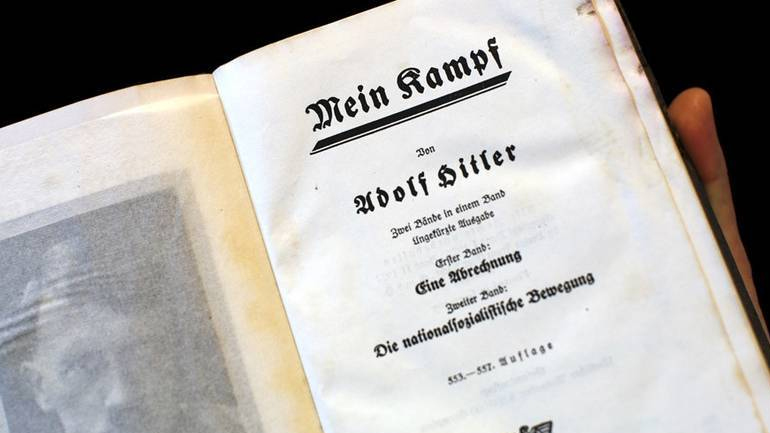 Mein Kampf
Von
Adolf Hitler
Zwei Bände in einem Band
Ungekürzte Ausgabe
Erster Band:
Eine Abrechnung
Zweiter Band:
Die nationalsozialistische Bewegung
553.–557. Auflage